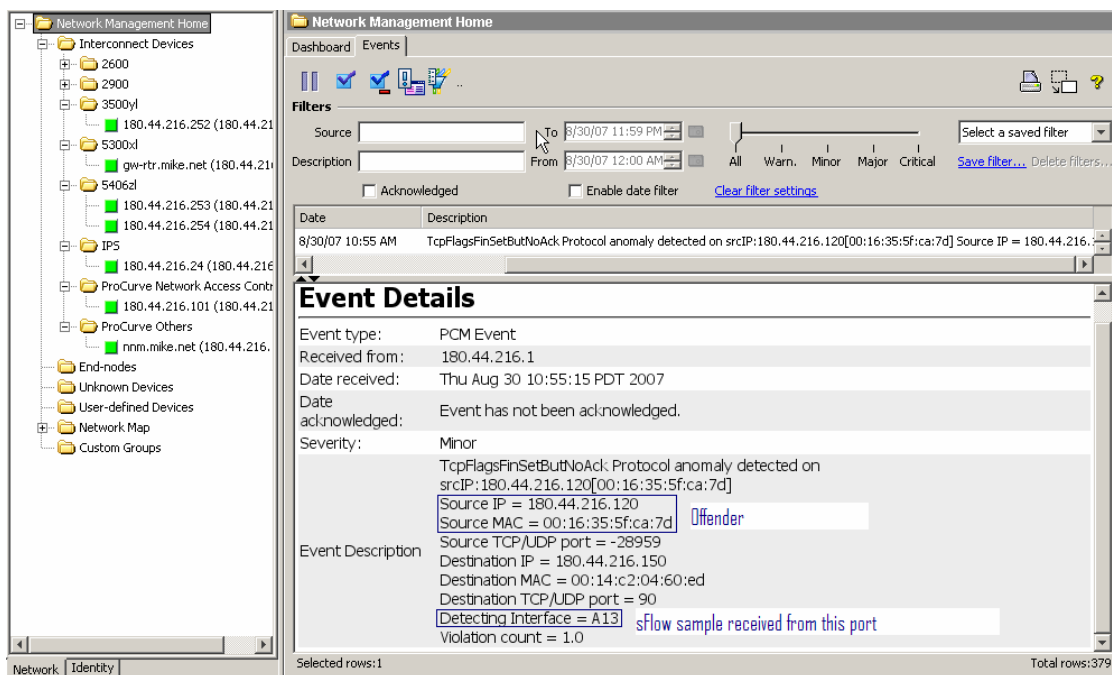 Network Management Home
Interconnect Devices
2600
2900
3500yl
180.44.216.252 (180.44.21
5300xl
gw-rtr.mike.net (180.44.21
5406zl
180.44.216.253 (180.44.21
180.44.216.254 (180.44.21
IPS
180.44.216.24 (180.44.216
ProCurve Network Access Contr
180.44.216.101 (180.44.21
ProCurve Others
nnm.mike.net (180.44.216.
End-nodes
Unknown Devices
User-defined Devices
Network Map
Custom Groups
Network Identity
Network Management Home
Dashboard Events
Filters
Source To 8/30/07 11:59 PM Select a saved filter
Description From 8/30/07 12:00 AM All Warn. Minor Major Critical Save filter... Delete filters...
Acknowledged Enable date filter Clear filter settings
Date Description
8/30/07 10:55 AM TcpFlagsFinSetButNoAck Protocol anomaly detected on srcIP:180.44.216.120[00:16:35:5f:ca:7d] Source IP = 180.44.216.
Event Details
Event type: PCM Event
Received from: 180.44.216.1
Date received: Thu Aug 30 10:55:15 PDT 2007
Date acknowledged: Event has not been acknowledged.
Severity: Minor
Event Description
TcpFlagsFinSetButNoAck Protocol anomaly detected on
srcIP:180.44.216.120[00:16:35:5f:ca:7d]
Source IP = 180.44.216.120
Source MAC = 00:16:35:5f:ca:7d Offender
Source TCP/UDP port = -28959
Destination IP = 180.44.216.150
Destination MAC = 00:14:c2:04:60:ed
Destination TCP/UDP port = 90
Detecting Interface = A13 sFlow sample received from this port
Violation count = 1.0
Selected rows:1 Total rows:379